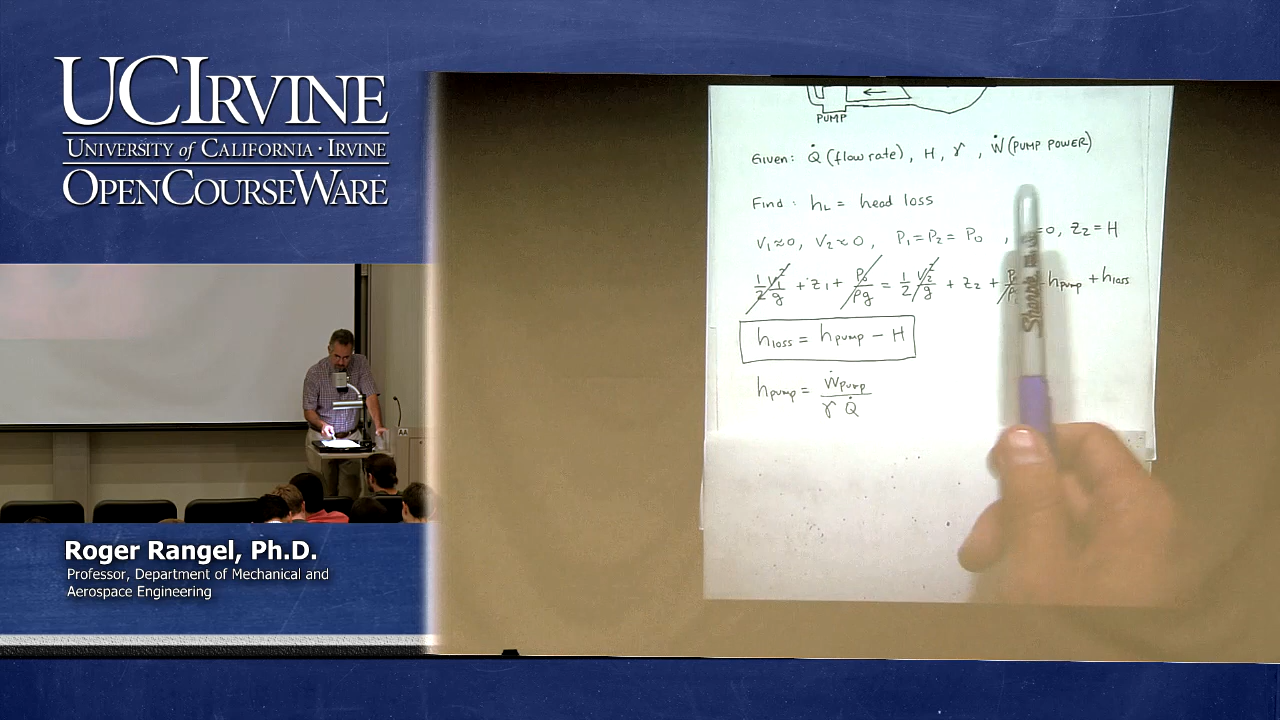 UCIRVINE
UNIVERSITY of CALIFORNIA · IRVINE
OPENCOURSEWARE
PUMP
Given: Q̇ (flow rate), H, γ, Ẇ (PUMP POWER)
Find: hL = head loss
V₁≈0, V₂≈0, P₁=P₂=P₀, =0, Z₂=H
1/2 V₁²/g + Z₁ + P₀/ρg = 1/2 V₂²/g + Z₂ + hpump + hloss
hloss = hpump − H
hpump = Ẇpump / γ Q̇
Sharpie
AA
Roger Rangel, Ph.D.
Professor, Department of Mechanical and
Aerospace Engineering